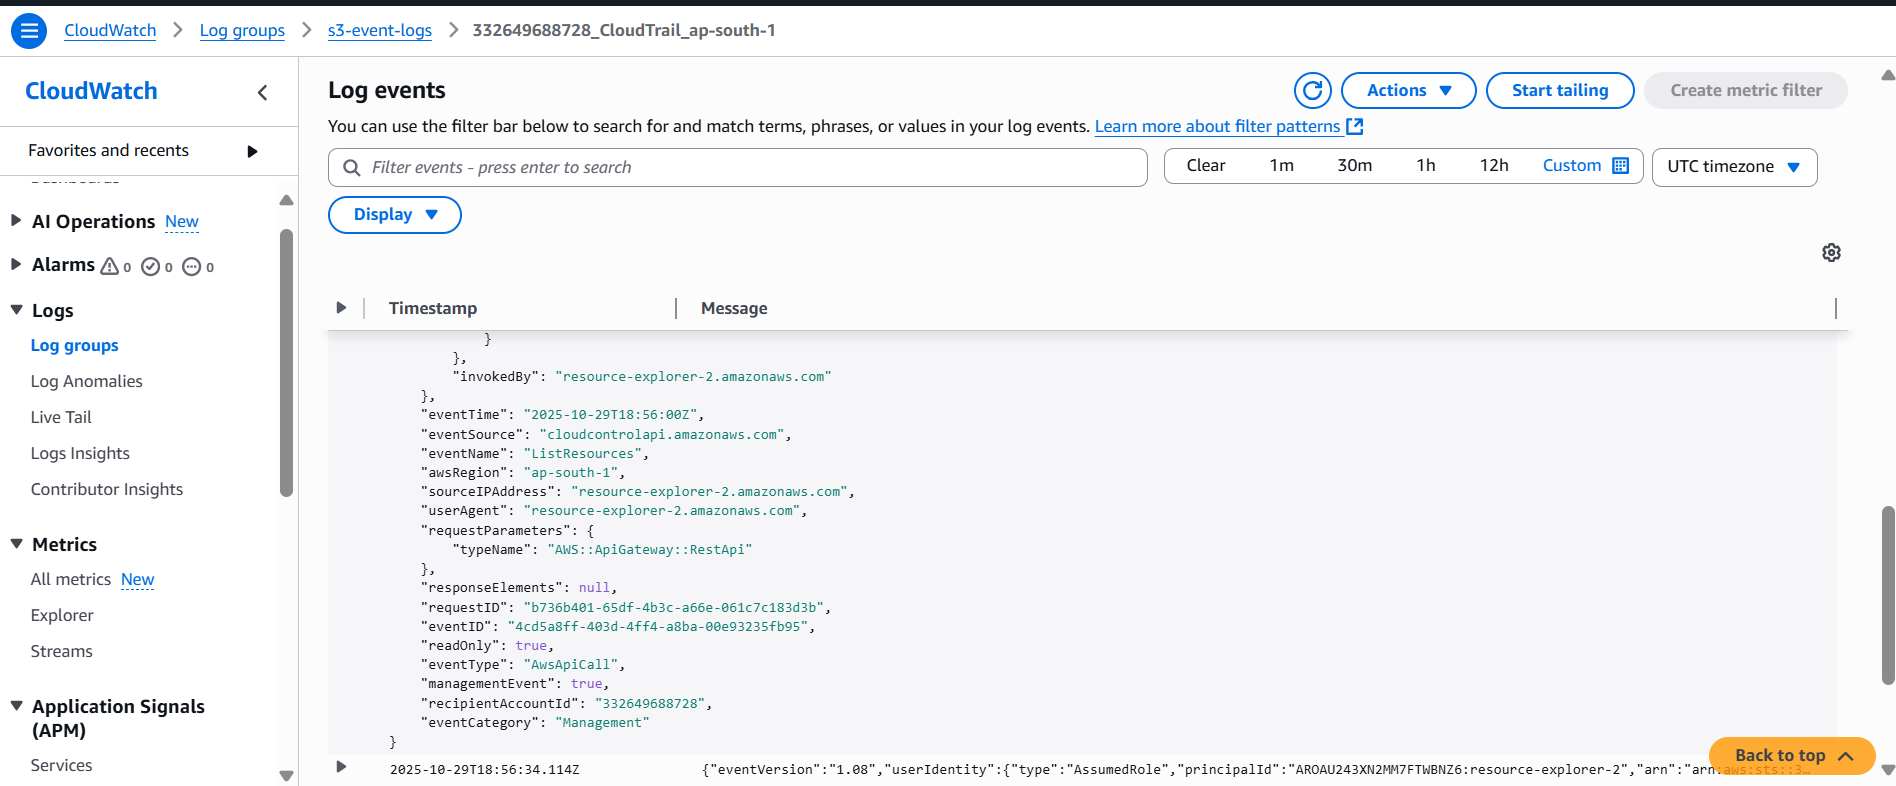 CloudWatch > Log groups > s3-event-logs > 332649688728_CloudTrail_ap-south-1
CloudWatch
Favorites and recents
Dashboards
AI Operations New
Alarms 0 0 0
Logs
Log groups
Log Anomalies
Live Tail
Logs Insights
Contributor Insights
Metrics
All metrics New
Explorer
Streams
Application Signals
(APM)
Services
Log events
Actions
Start tailing
Create metric filter
You can use the filter bar below to search for and match terms, phrases, or values in your log events. Learn more about filter patterns
Filter events - press enter to search
Clear 1m 30m 1h 12h Custom
UTC timezone
Display
Timestamp Message
}
},
"invokedBy": "resource-explorer-2.amazonaws.com"
},
"eventTime": "2025-10-29T18:56:00Z",
"eventSource": "cloudcontrolapi.amazonaws.com",
"eventName": "ListResources",
"awsRegion": "ap-south-1",
"sourceIPAddress": "resource-explorer-2.amazonaws.com",
"userAgent": "resource-explorer-2.amazonaws.com",
"requestParameters": {
"typeName": "AWS::ApiGateway::RestApi"
},
"responseElements": null,
"requestID": "b736b401-65df-4b3c-a66e-061c7c183d3b",
"eventID": "4cd5a8ff-403d-4ff4-a8ba-00e93235fb95",
"readOnly": true,
"eventType": "AwsApiCall",
"managementEvent": true,
"recipientAccountId": "332649688728",
"eventCategory": "Management"
}
2025-10-29T18:56:34.114Z {"eventVersion":"1.08","userIdentity":{"type":"AssumedRole","principalId":"AROAU243XN2MM7FTWBNZ6:resource-explorer-2","arn":"arn:aws:sts::3…
Back to top